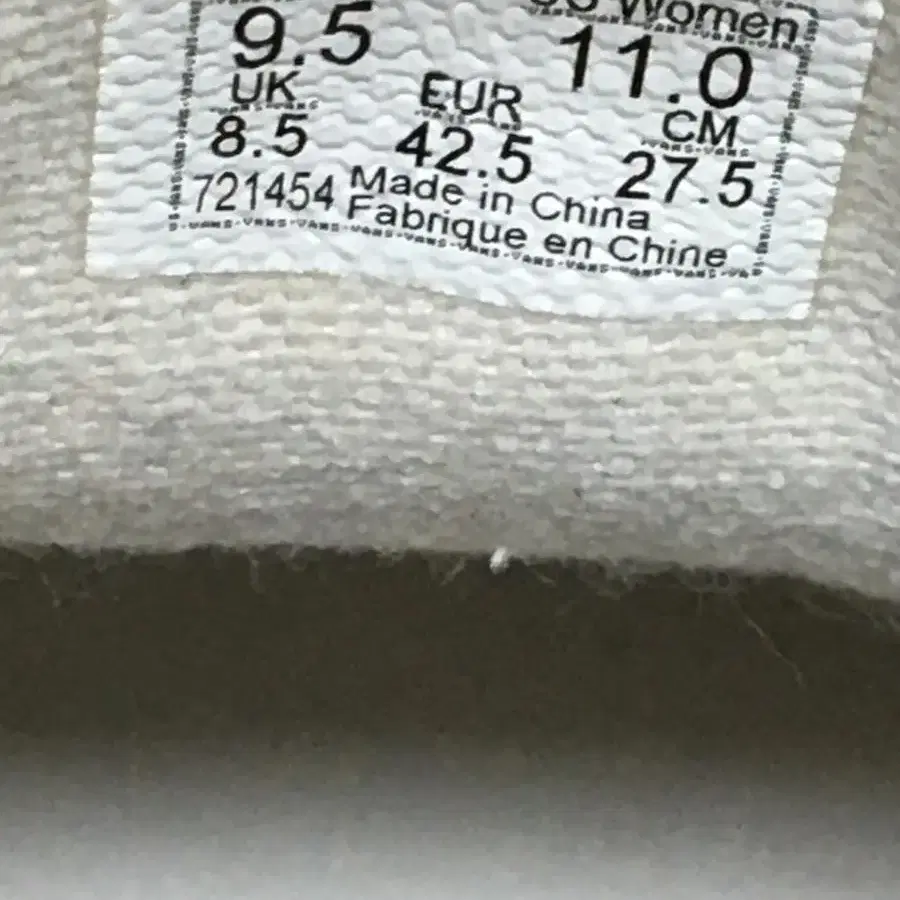 Women
9.5 11.0
UK EUR CM
8.5 42.5 27.5
721454 Made in China
Fabrique en Chine